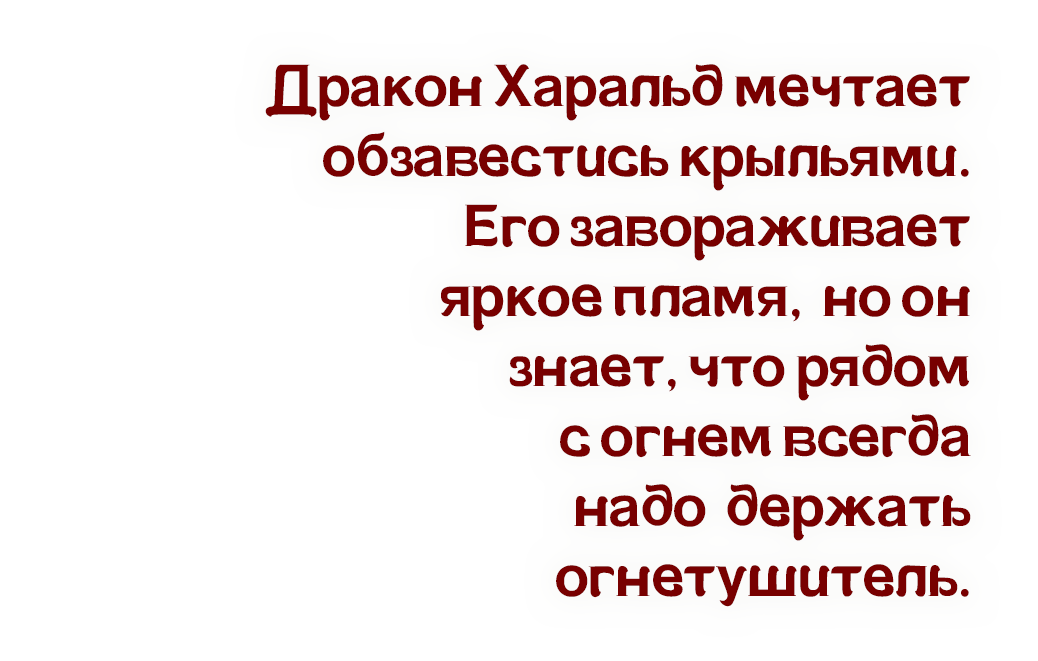 Дракон Харальд мечтает
обзавестись крыльями.
Его завораживает
яркое пламя, но он
знает, что рядом
с огнем всегда
надо держать
огнетушитель.